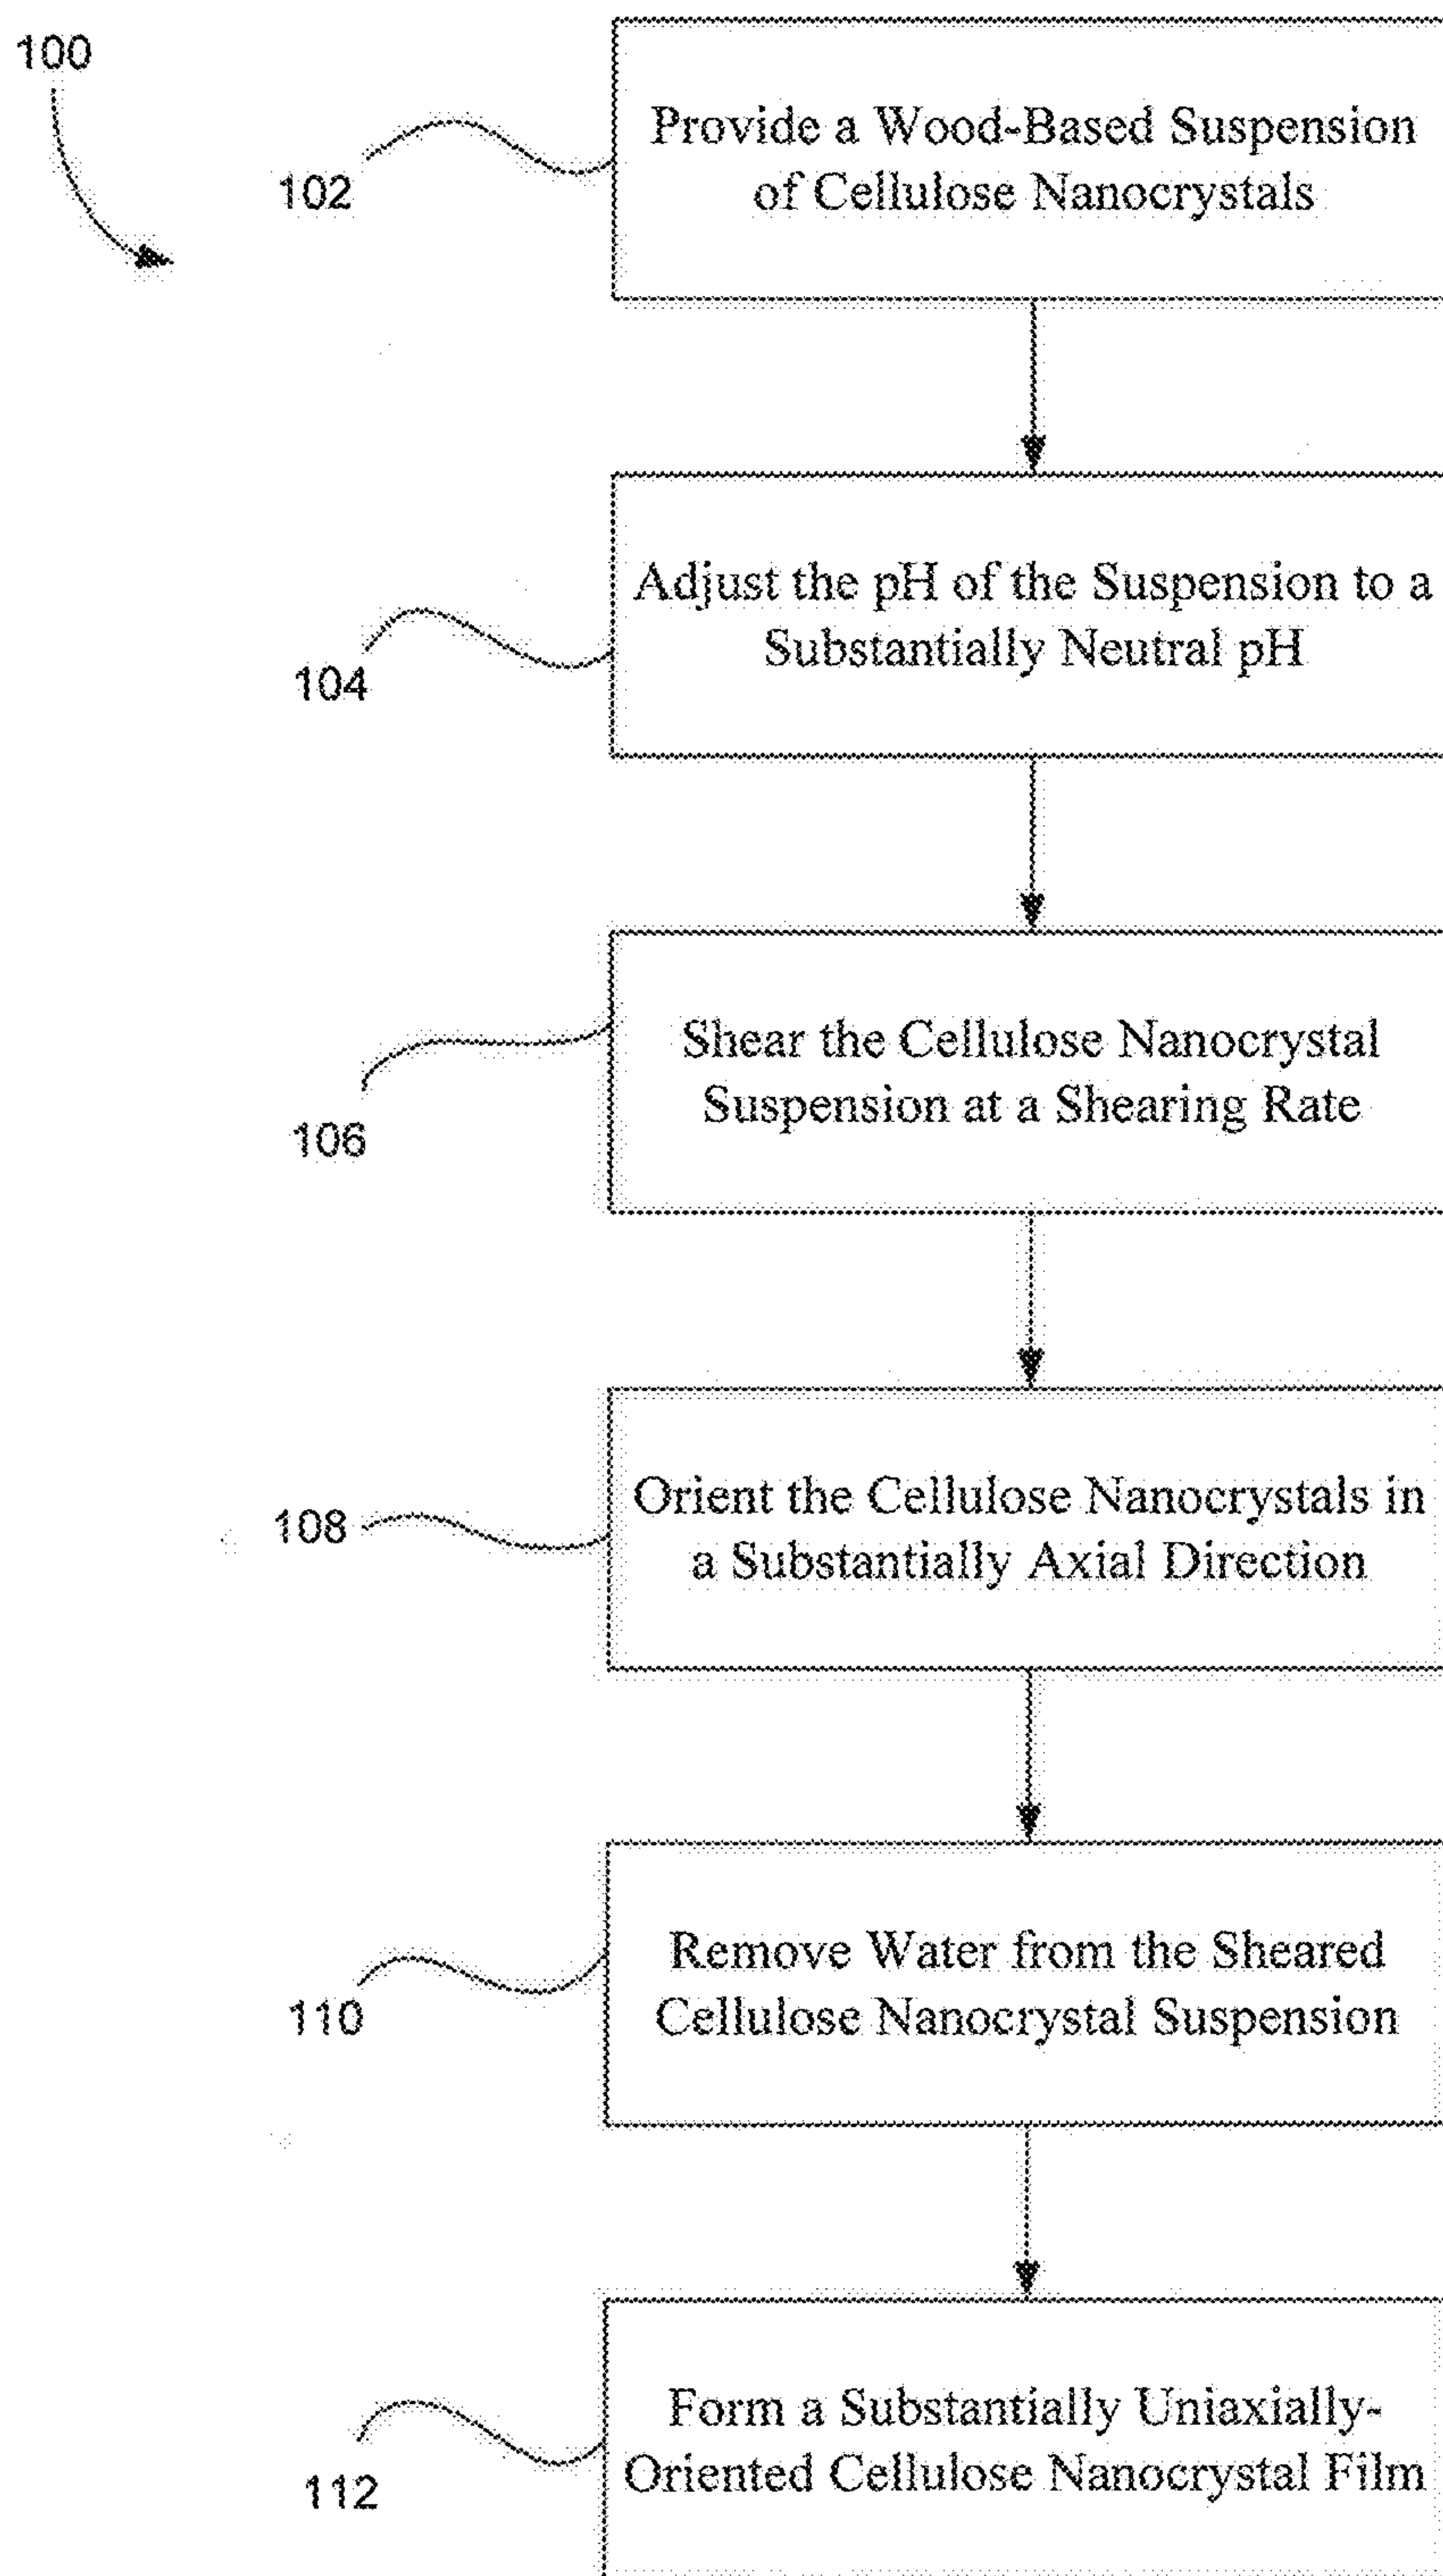 100
Provide a Wood-Based Suspension
of Cellulose Nanocrystals
102
Adjust the pH of the Suspension to a
Substantially Neutral pH
104
Shear the Cellulose Nanocrystal
Suspension at a Shearing Rate
106
Orient the Cellulose Nanocrystals in
a Substantially Axial Direction
108
Remove Water from the Sheared
Cellulose Nanocrystal Suspension
110
Form a Substantially Uniaxially-
Oriented Cellulose Nanocrystal Film
112